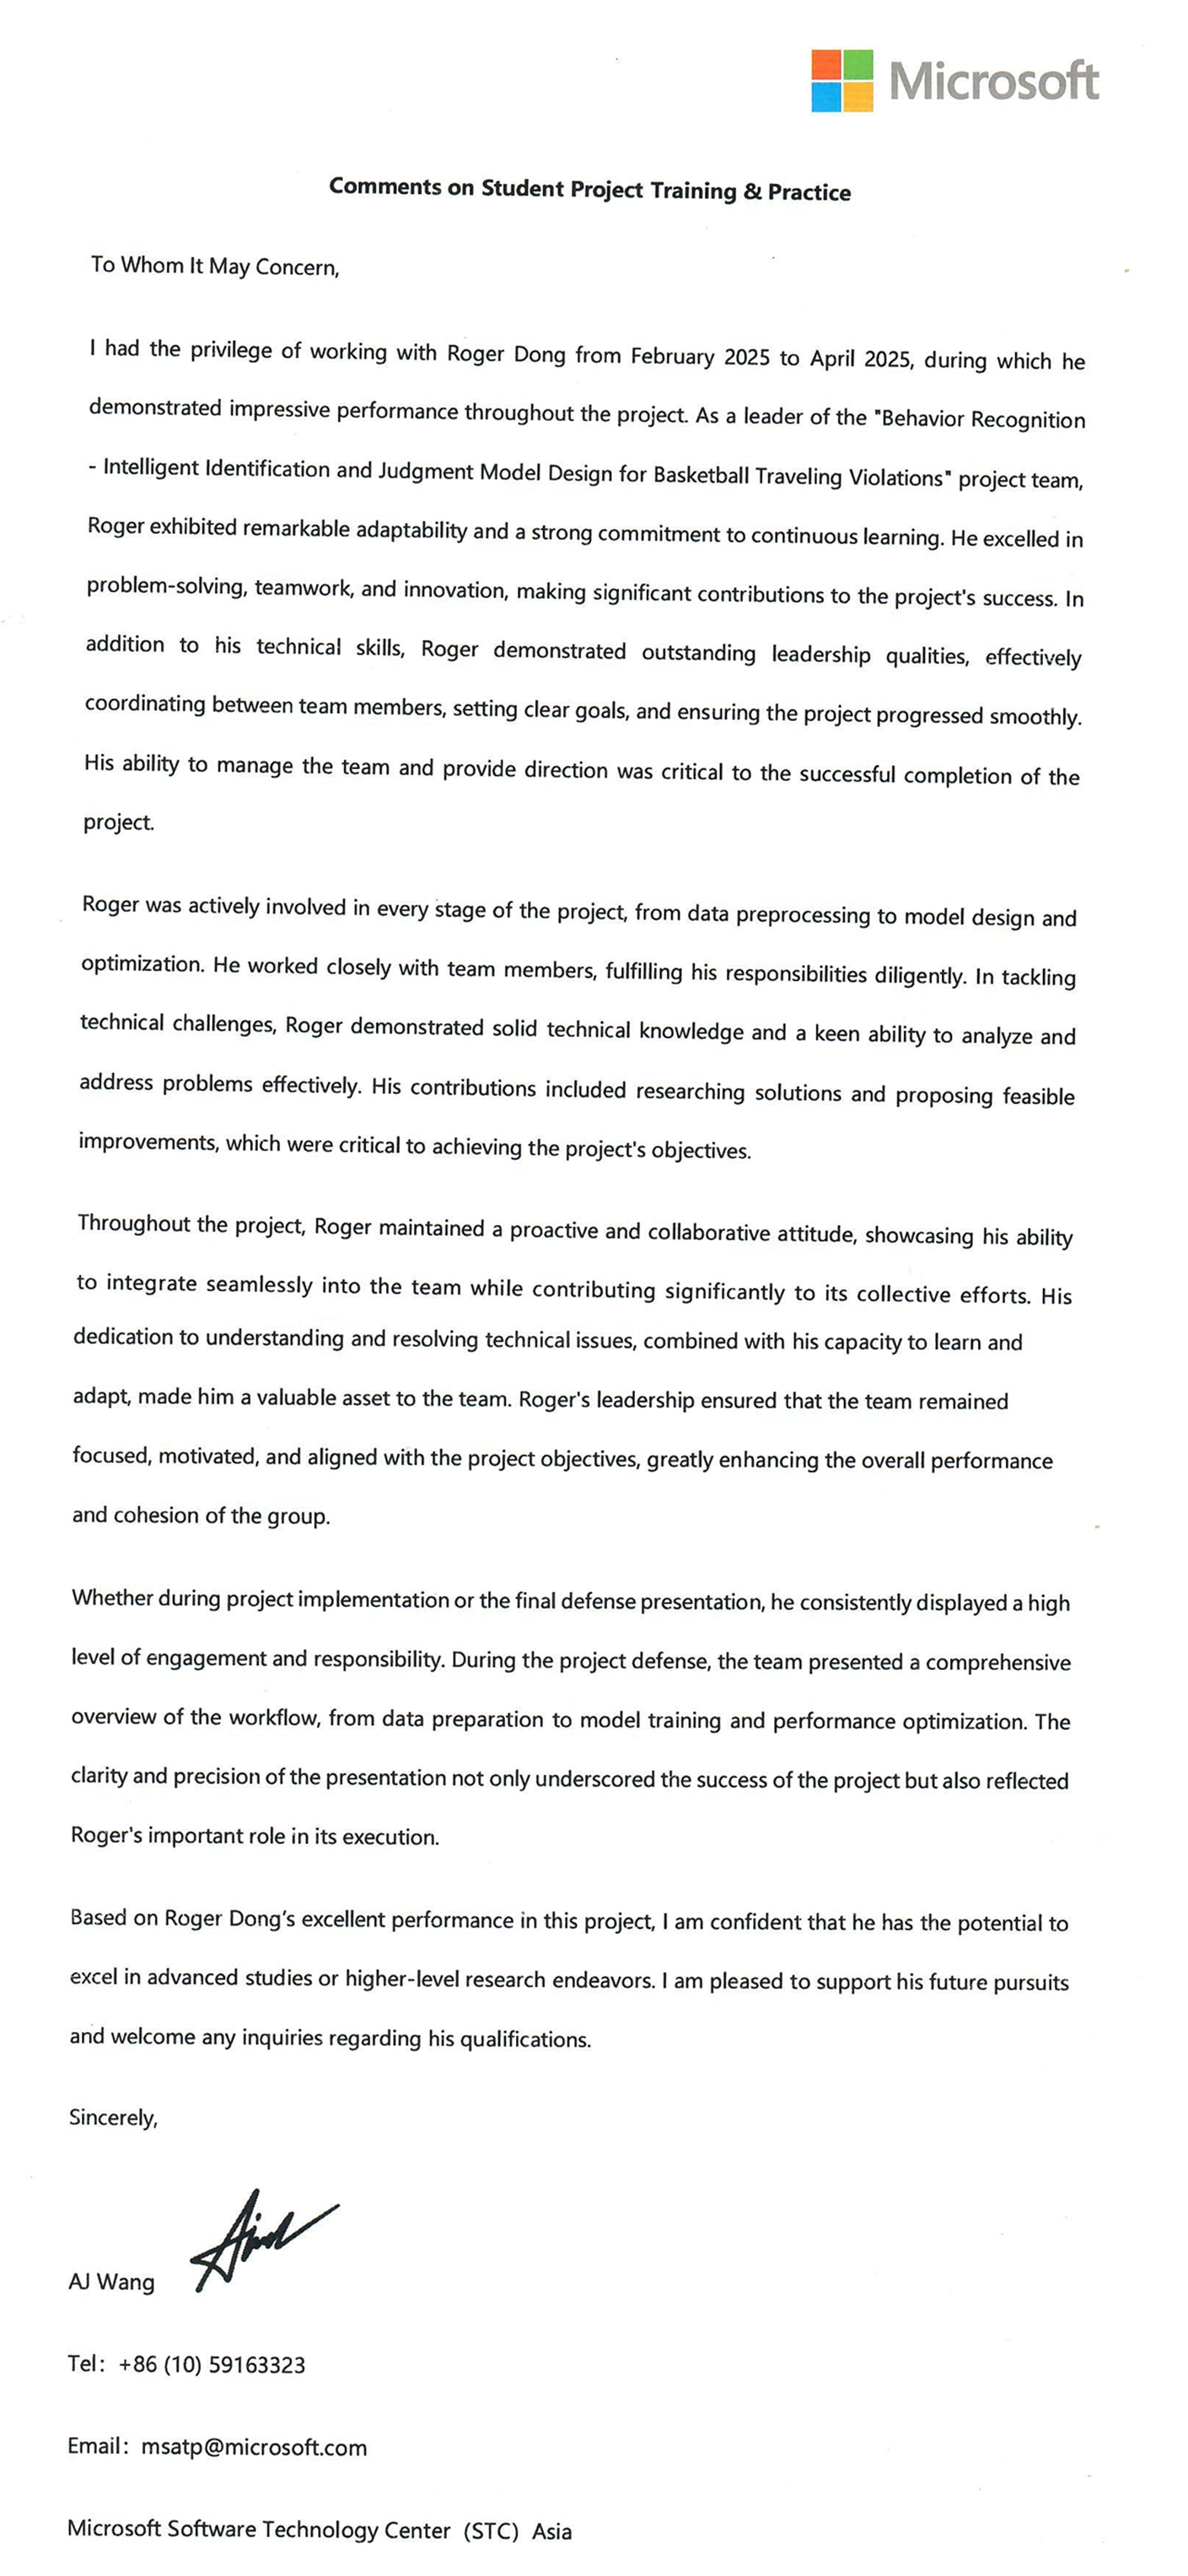 Microsoft
Comments on Student Project Training & Practice
To Whom It May Concern,
I had the privilege of working with Roger Dong from February 2025 to April 2025, during which he
demonstrated impressive performance throughout the project. As a leader of the "Behavior Recognition
- Intelligent Identification and Judgment Model Design for Basketball Traveling Violations" project team,
Roger exhibited remarkable adaptability and a strong commitment to continuous learning. He excelled in
problem-solving, teamwork, and innovation, making significant contributions to the project's success. In
addition to his technical skills, Roger demonstrated outstanding leadership qualities, effectively
coordinating between team members, setting clear goals, and ensuring the project progressed smoothly.
His ability to manage the team and provide direction was critical to the successful completion of the
project.
Roger was actively involved in every stage of the project, from data preprocessing to model design and
optimization. He worked closely with team members, fulfilling his responsibilities diligently. In tackling
technical challenges, Roger demonstrated solid technical knowledge and a keen ability to analyze and
address problems effectively. His contributions included researching solutions and proposing feasible
improvements, which were critical to achieving the project's objectives.
Throughout the project, Roger maintained a proactive and collaborative attitude, showcasing his ability
to integrate seamlessly into the team while contributing significantly to its collective efforts. His
dedication to understanding and resolving technical issues, combined with his capacity to learn and
adapt, made him a valuable asset to the team. Roger's leadership ensured that the team remained
focused, motivated, and aligned with the project objectives, greatly enhancing the overall performance
and cohesion of the group.
Whether during project implementation or the final defense presentation, he consistently displayed a high
level of engagement and responsibility. During the project defense, the team presented a comprehensive
overview of the workflow, from data preparation to model training and performance optimization. The
clarity and precision of the presentation not only underscored the success of the project but also reflected
Roger's important role in its execution.
Based on Roger Dong’s excellent performance in this project, I am confident that he has the potential to
excel in advanced studies or higher-level research endeavors. I am pleased to support his future pursuits
and welcome any inquiries regarding his qualifications.
Sincerely,
AJ Wang
Tel: +86 (10) 59163323
Email: msatp@microsoft.com
Microsoft Software Technology Center (STC) Asia